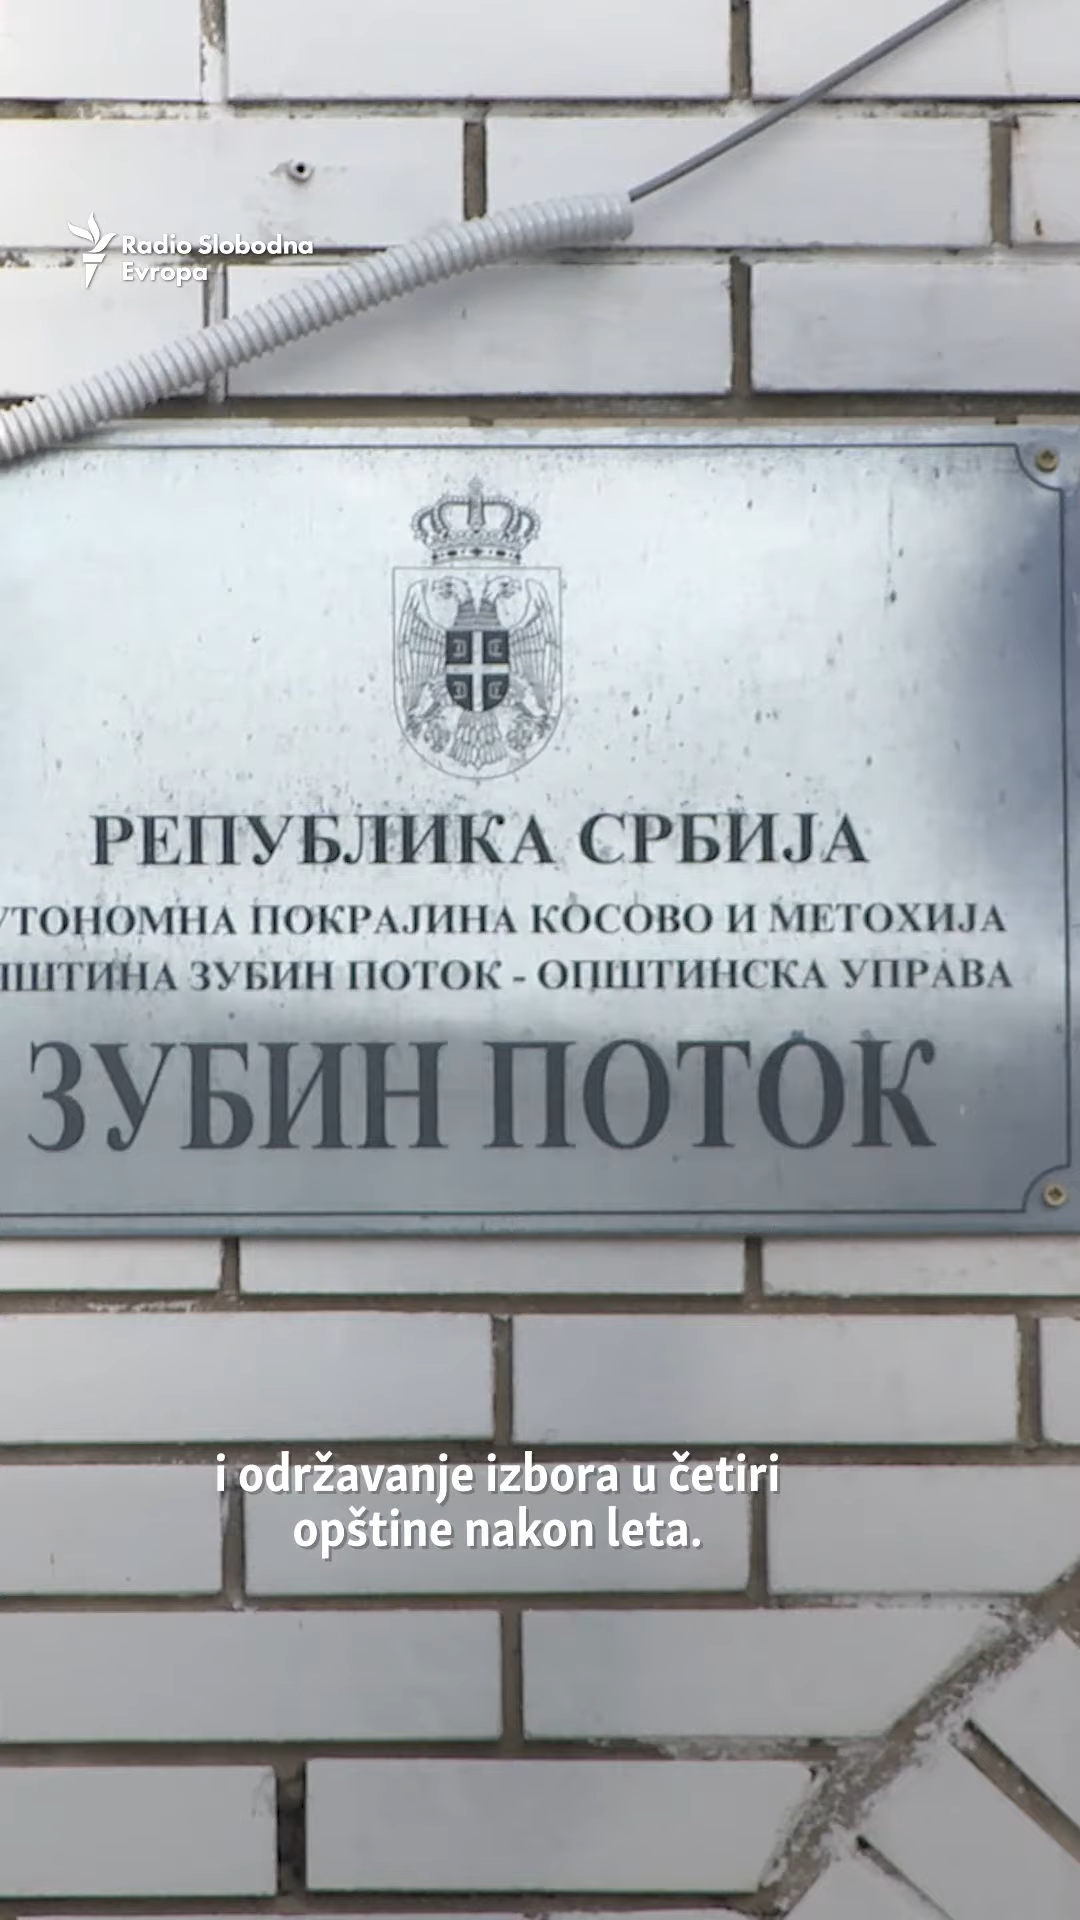 Radio Slobodna
Evropa
РЕПУБЛИКА СРБИЈА
УТОНОМНА ПОКРАЈИНА КОСОВО И МЕТОХИЈА
ПШТИНА ЗУБИН ПОТОК - ОПШТИНСКА УПРАВА
ЗУБИН ПОТОК
i održavanje izbora u četiri
opštine nakon leta.